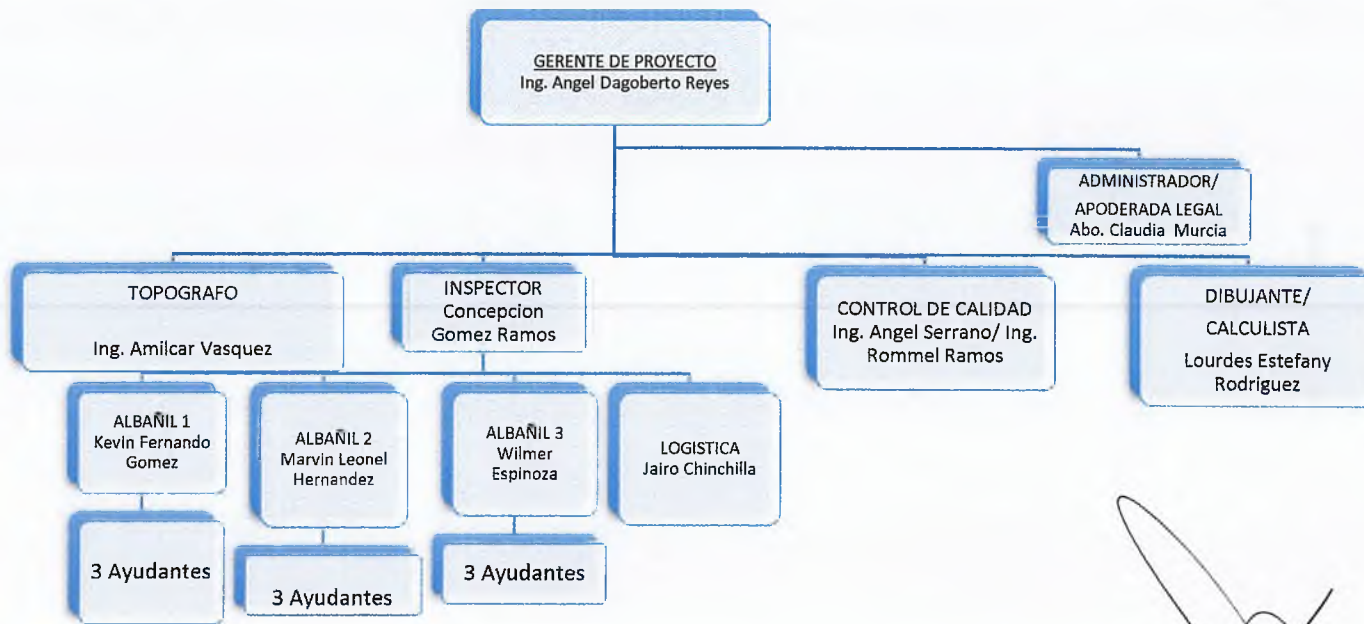 GERENTE DE PROYECTO
Ing. Angel Dagoberto Reyes
ADMINISTRADOR/
APODERADA LEGAL
Abo. Claudia Murcia
TOPOGRAFO
Ing. Amilcar Vasquez
INSPECTOR
Concepcion
Gomez Ramos
CONTROL DE CALIDAD
Ing. Angel Serrano/ Ing.
Rommel Ramos
DIBUJANTE/
CALCULISTA
Lourdes Estefany
Rodriguez
ALBAÑIL 1
Kevin Fernando
Gomez
ALBAÑIL 2
Marvin Leonel
Hernandez
ALBAÑIL 3
Wilmer
Espinoza
LOGISTICA
Jairo Chinchilla
3 Ayudantes
3 Ayudantes
3 Ayudantes